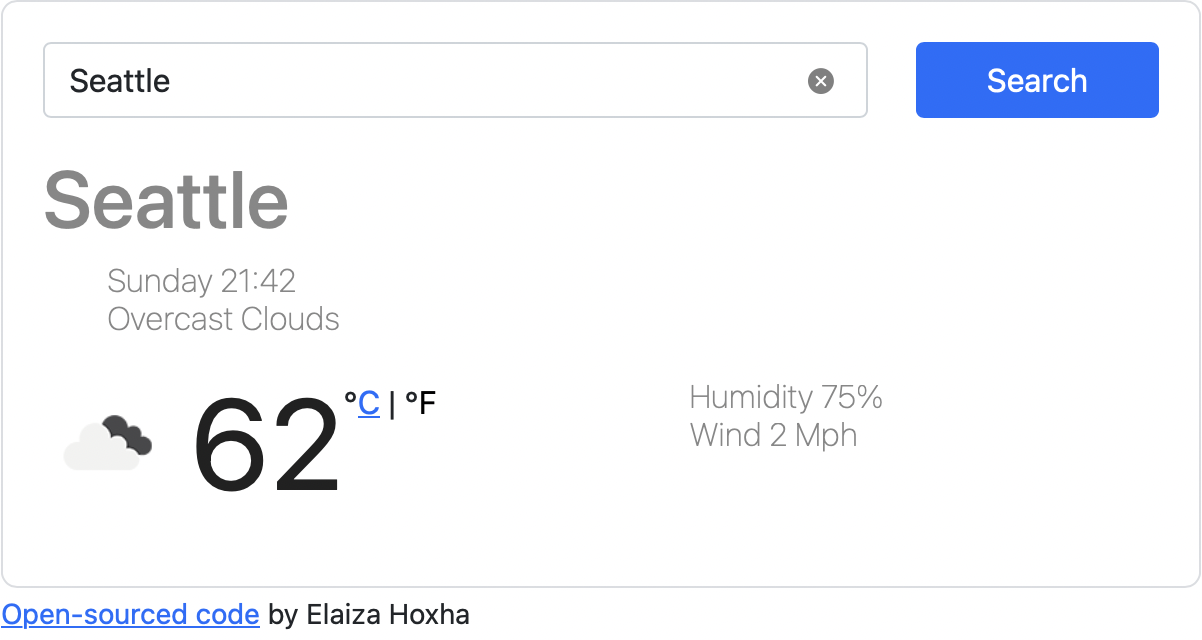 Seattle
Search
Seattle
Sunday 21:42
Overcast Clouds
62 °C | °F
Humidity 75%
Wind 2 Mph
Open-sourced code by Elaiza Hoxha